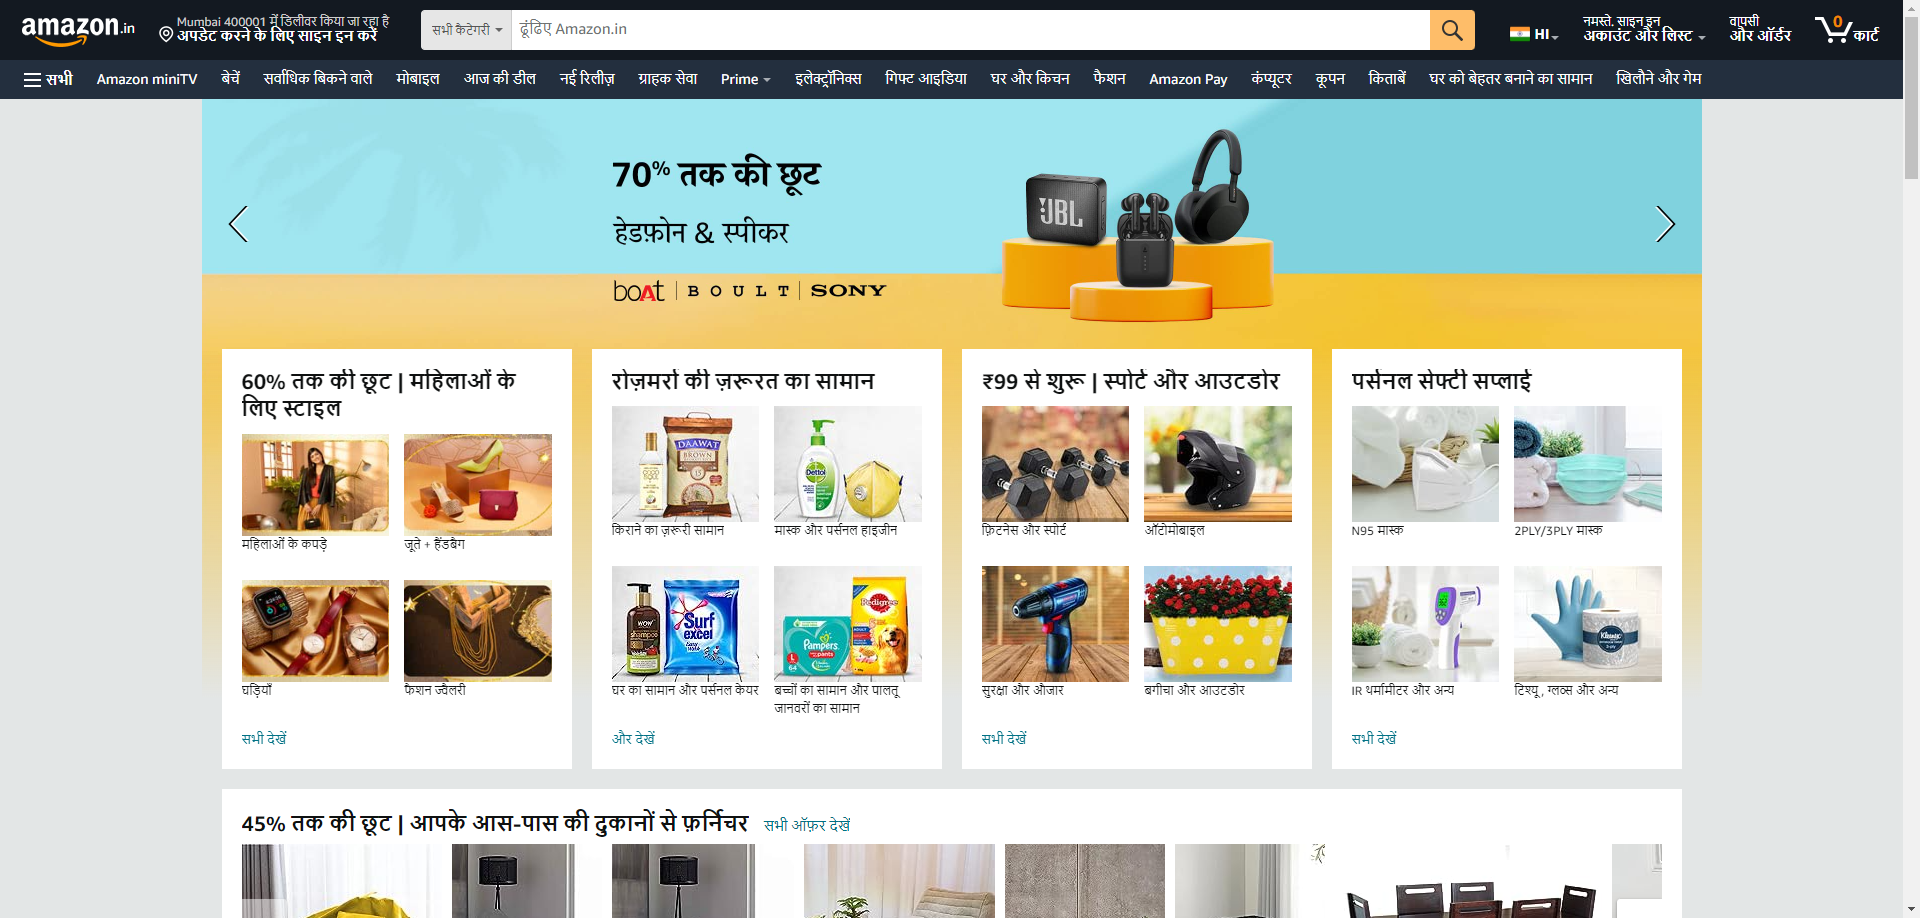 amazon.in
Mumbai 400001 में डिलीवर किया जा रहा है
अपडेट करने के लिए साइन इन करें
सभी कैटेगरी
ढूंढिए Amazon.in
HI
नमस्ते, साइन इन
अकाउंट और लिस्ट
वापसी
और ऑर्डर
0
कार्ट
सभी
Amazon miniTV
बेचें
सर्वाधिक बिकने वाले
मोबाइल
आज की डील
नई रिलीज़
ग्राहक सेवा
Prime
इलेक्ट्रॉनिक्स
गिफ्ट आइडिया
घर और किचन
फैशन
Amazon Pay
कंप्यूटर
कूपन
किताबें
घर को बेहतर बनाने का सामान
खिलौने और गेम
70% तक की छूट
हेडफ़ोन & स्पीकर
boAt | BOULT | SONY
JBL
60% तक की छूट | महिलाओं के
लिए स्टाइल
महिलाओं के कपड़े
जूते + हैंडबैग
घड़ियाँ
फैशन ज्वैलरी
सभी देखें
रोज़मर्रा की ज़रूरत का सामान
DAAWAT
BROWN
Dettol
किराने का ज़रूरी सामान
मास्क और पर्सनल हाइजीन
WOW
shampoo
Surf
excel
Easy Wash
Pampers
pants
L
64
Pedigree
घर का सामान और पर्सनल केयर
बच्चों का सामान और पालतू
जानवरों का सामान
और देखें
₹99 से शुरू | स्पोर्ट और आउटडोर
फ़िटनेस और स्पोर्ट
ऑटोमोबाइल
सुरक्षा और औजार
बगीचा और आउटडोर
सभी देखें
पर्सनल सेफ्टी सप्लाई
N95 मास्क
2PLY/3PLY मास्क
Kleenex
IR थर्मामीटर और अन्य
टिश्यू , ग्लव्स और अन्य
सभी देखें
45% तक की छूट | आपके आस-पास की दुकानों से फ़र्निचर
सभी ऑफ़र देखें